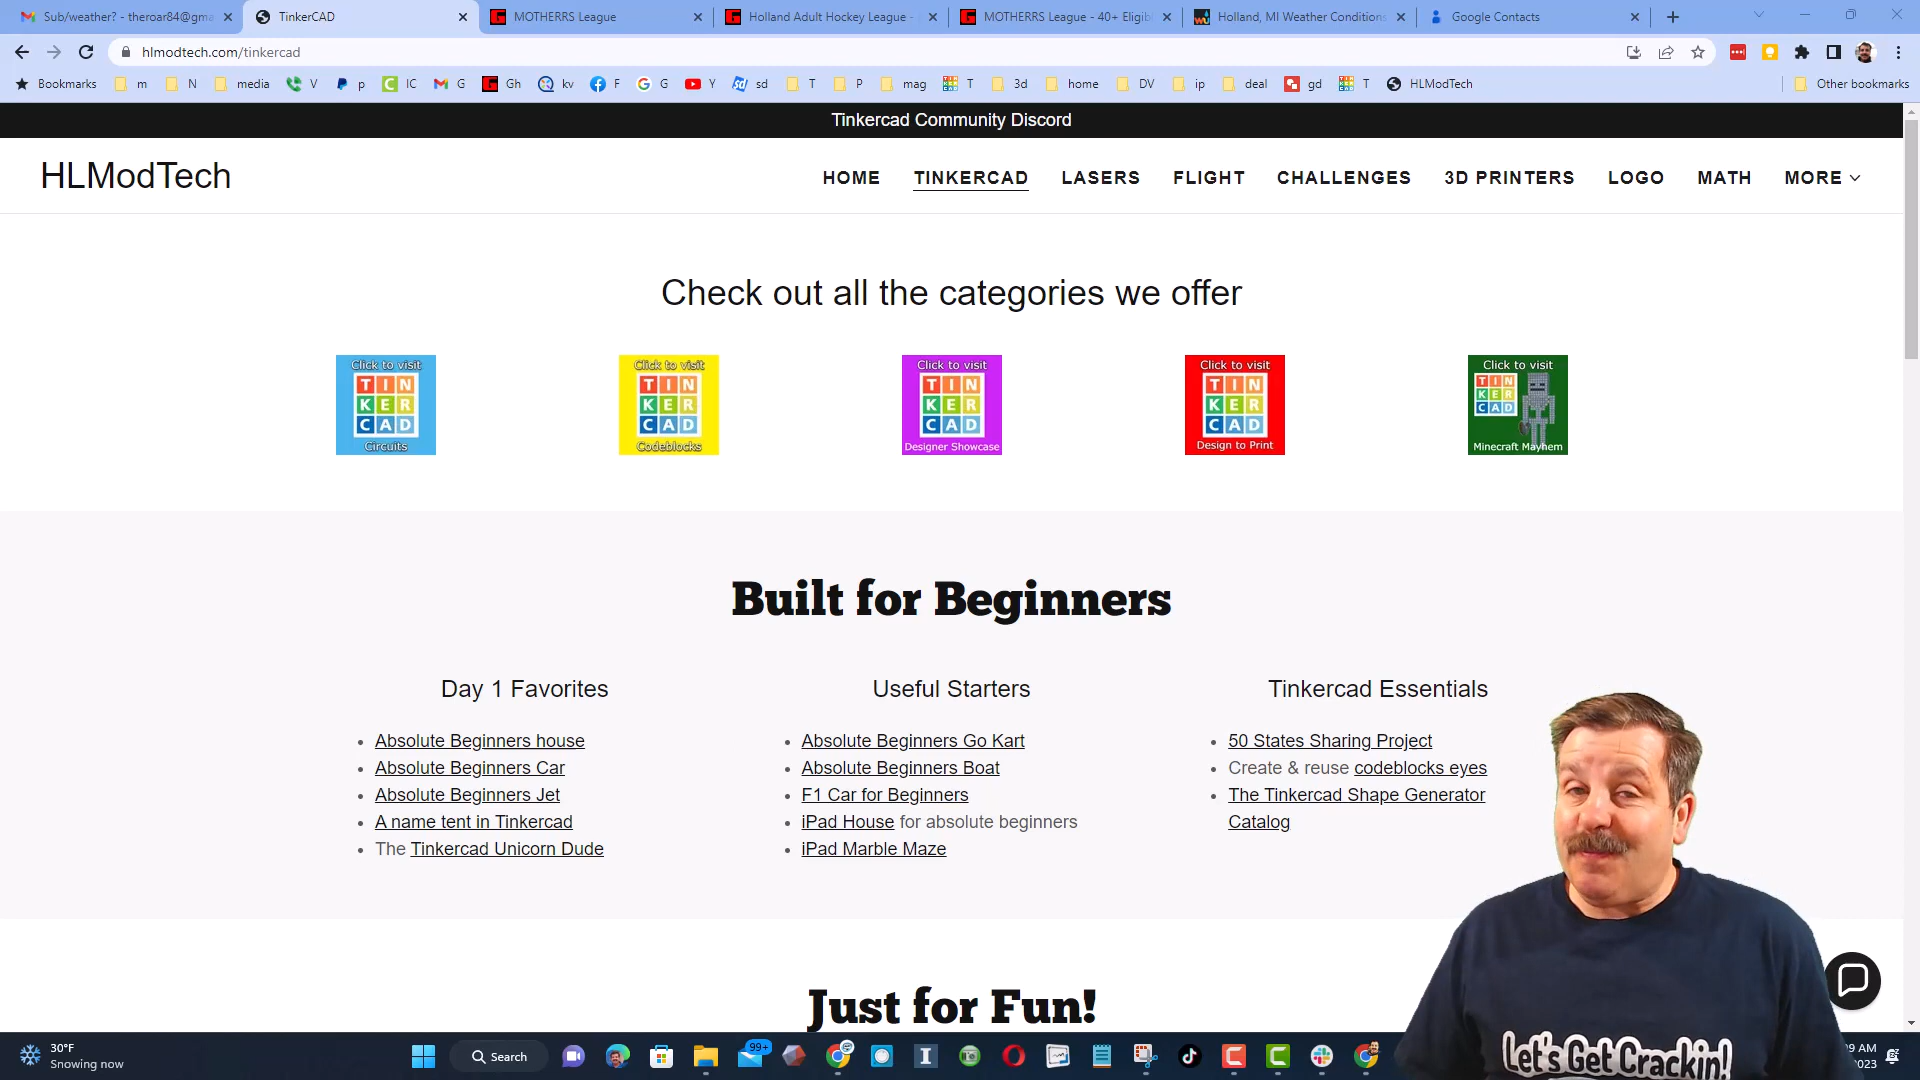 Sub/weather? - theroar84@gma
TinkerCAD
MOTHERRS League
Holland Adult Hockey League -
MOTHERRS League - 40+ Eligib
Holland, MI Weather Conditions
Google Contacts
hlmodtech.com/tinkercad
Bookmarks m N media V p IC G Gh kv F G Y sd T P mag T 3d home DV ip deal gd T HLModTech Other bookmarks
Tinkercad Community Discord
HLModTech
HOME TINKERCAD LASERS FLIGHT CHALLENGES 3D PRINTERS LOGO MATH MORE
Check out all the categories we offer
Click to visit
TIN
KER
CAD
Circuits
Click to visit
TIN
KER
CAD
Codeblocks
Click to visit
TIN
KER
CAD
Designer Showcase
Click to visit
TIN
KER
CAD
Design to Print
Click to visit
TIN
KER
CAD
Minecraft Mayhem
Built for Beginners
Day 1 Favorites
Absolute Beginners house
Absolute Beginners Car
Absolute Beginners Jet
A name tent in Tinkercad
The Tinkercad Unicorn Dude
Useful Starters
Absolute Beginners Go Kart
Absolute Beginners Boat
F1 Car for Beginners
iPad House for absolute beginners
iPad Marble Maze
Tinkercad Essentials
50 States Sharing Project
Create & reuse codeblocks eyes
The Tinkercad Shape Generator
Catalog
Just for Fun!
Let's Get Crackin!
30°F
Snowing now
Search
99+
9 AM
2023